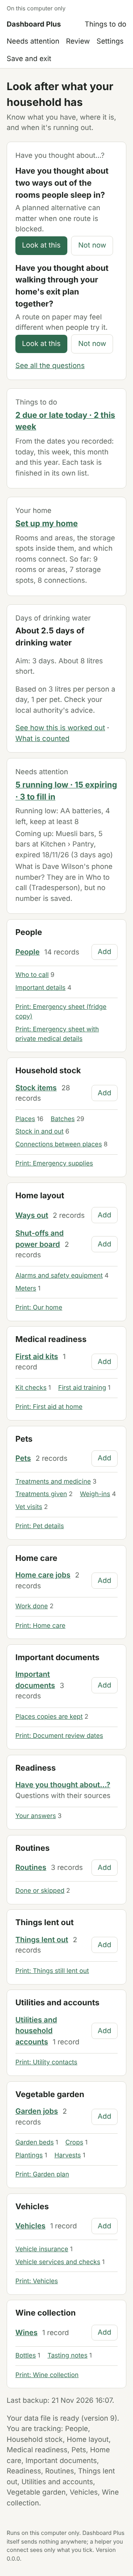 On this computer only
Dashboard Plus
Things to do
Needs attention
Review
Settings
Save and exit
Look after what your
household has
Know what you have, where it is,
and when it's running out.
Have you thought about...?
Have you thought about
two ways out of the
rooms people sleep in?
A planned alternative can
matter when one route is
blocked.
Look at this
Not now
Have you thought about
walking through your
home's exit plan
together?
A route on paper may feel
different when people try it.
Look at this
Not now
See all the questions
Things to do
2 due or late today · 2 this
week
From the dates you recorded:
today, this week, this month
and this year. Each task is
finished in its own list.
Your home
Set up my home
Rooms and areas, the storage
spots inside them, and which
rooms connect. So far: 9
rooms or areas, 7 storage
spots, 8 connections.
Days of drinking water
About 2.5 days of
drinking water
Aim: 3 days. About 8 litres
short.
Based on 3 litres per person a
day, 1 per pet. Check your
local authority's advice.
See how this is worked out ·
What is counted
Needs attention
5 running low · 15 expiring
· 3 to fill in
Running low: AA batteries, 4
left, keep at least 8
Coming up: Muesli bars, 5
bars at Kitchen › Pantry,
expired 18/11/26 (3 days ago)
What is Dave Wilson's phone
number? They are in Who to
call (Tradesperson), but no
number is saved.
People
People 14 records
Add
Who to call 9
Important details 4
Print: Emergency sheet (fridge
copy)
Print: Emergency sheet with
private medical details
Household stock
Stock items 28
records
Add
Places 16 Batches 29
Stock in and out 6
Connections between places 8
Print: Emergency supplies
Home layout
Ways out 2 records
Add
Shut-offs and
power board 2
records
Add
Alarms and safety equipment 4
Meters 1
Print: Our home
Medical readiness
First aid kits 1
record
Add
Kit checks 1 First aid training 1
Print: First aid at home
Pets
Pets 2 records
Add
Treatments and medicine 3
Treatments given 2 Weigh-ins 4
Vet visits 2
Print: Pet details
Home care
Home care jobs 2
records
Add
Work done 2
Print: Home care
Important documents
Important
documents 3
records
Add
Places copies are kept 2
Print: Document review dates
Readiness
Have you thought about...?
Questions with their sources
Your answers 3
Routines
Routines 3 records
Add
Done or skipped 2
Things lent out
Things lent out 2
records
Add
Print: Things still lent out
Utilities and accounts
Utilities and
household
accounts 1 record
Add
Print: Utility contacts
Vegetable garden
Garden jobs 2
records
Add
Garden beds 1 Crops 1
Plantings 1 Harvests 1
Print: Garden plan
Vehicles
Vehicles 1 record
Add
Vehicle insurance 1
Vehicle services and checks 1
Print: Vehicles
Wine collection
Wines 1 record
Add
Bottles 1 Tasting notes 1
Print: Wine collection
Last backup: 21 Nov 2026 16:07.
Your data file is ready (version 9).
You are tracking: People,
Household stock, Home layout,
Medical readiness, Pets, Home
care, Important documents,
Readiness, Routines, Things lent
out, Utilities and accounts,
Vegetable garden, Vehicles, Wine
collection.
Runs on this computer only. Dashboard Plus
itself sends nothing anywhere; a helper you
connect sees only what you tick. Version
0.0.0.